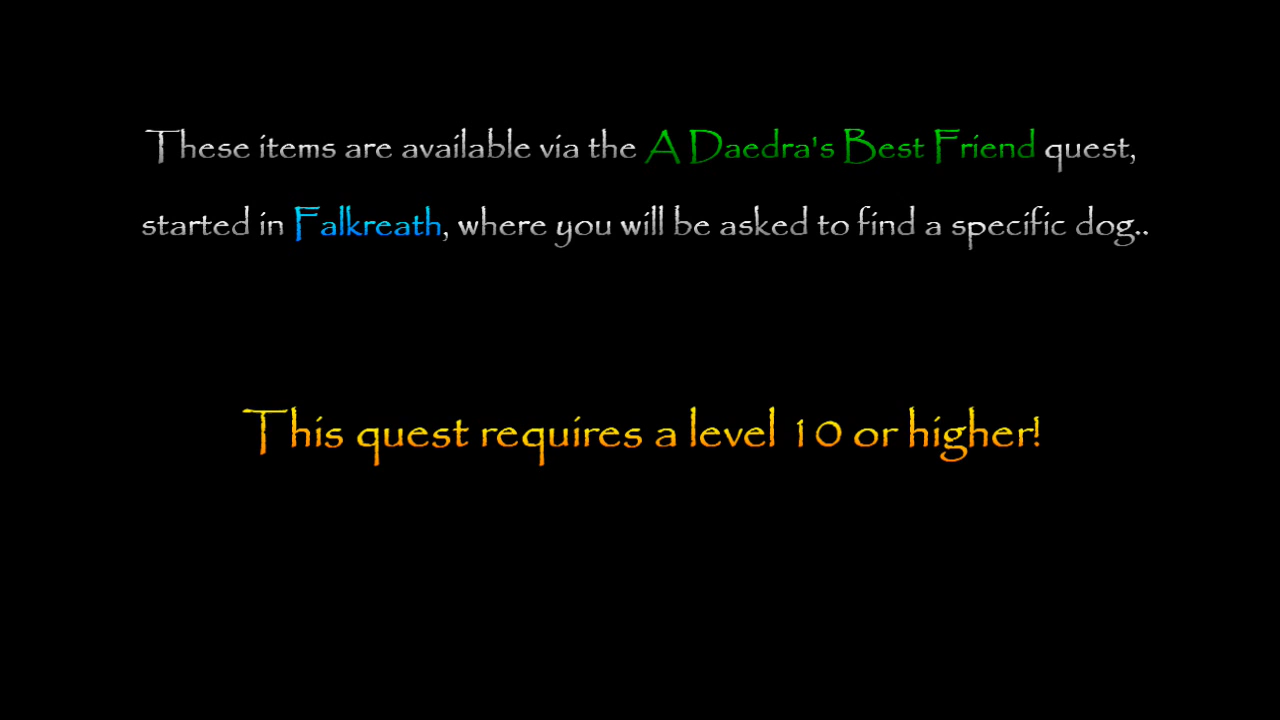 These items are available via the A Daedra's Best Friend quest,
started in Falkreath, where you will be asked to find a specific dog..
This quest requires a level 10 or higher!